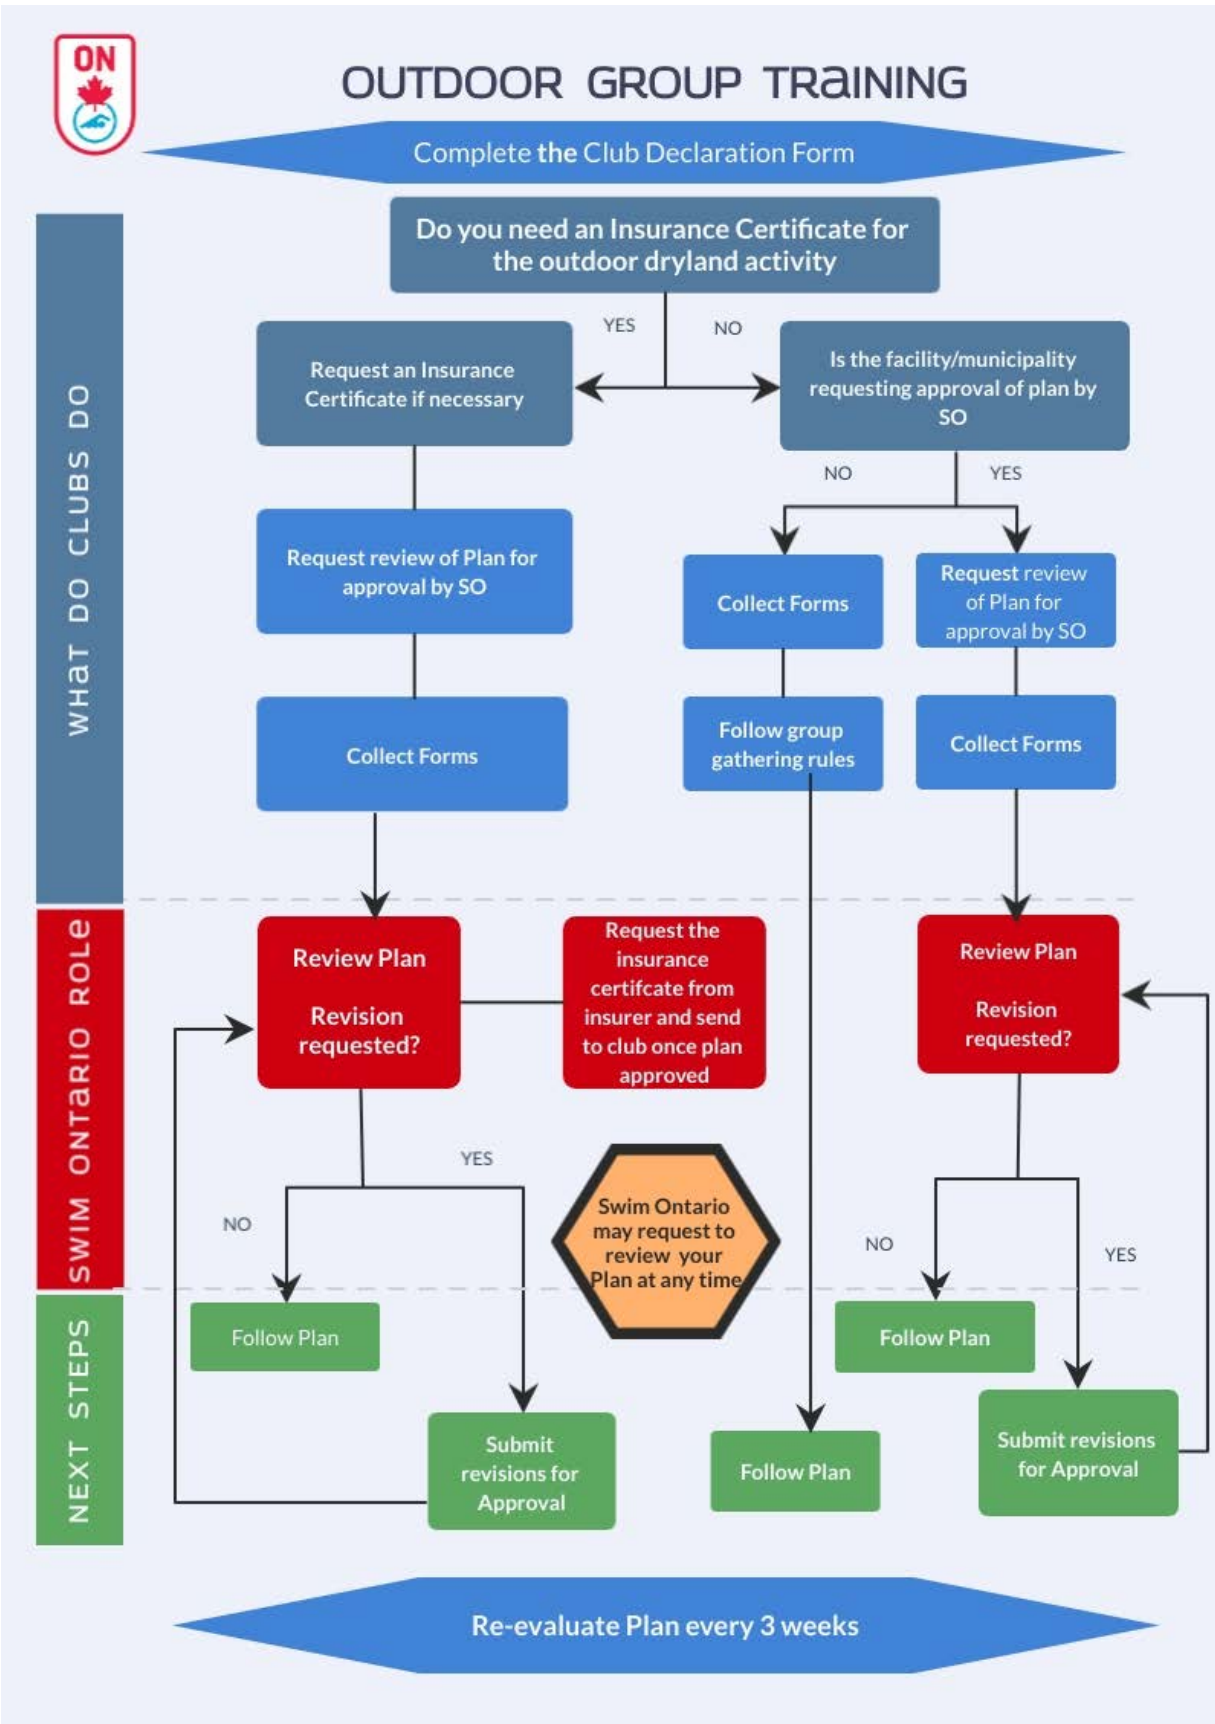 ON
OUTDOOR GROUP TRaINING
Complete the Club Declaration Form
Do you need an Insurance Certificate for
the outdoor dryland activity
YES
NO
Request an Insurance
Certificate if necessary
Is the facility/municipality
requesting approval of plan by
SO
NO
YES
WHaT DO CLUBS DO
Request review of Plan for
approval by SO
Collect Forms
Request review
of Plan for
approval by SO
Collect Forms
Follow group
gathering rules
Collect Forms
SWIM ONTaRIO ROLe
Review Plan
Revision
requested?
Request the
insurance
certifcate from
insurer and send
to club once plan
approved
Review Plan
Revision
requested?
YES
NO
Swim Ontario
may request to
review your
Plan at any time
NO
YES
NEXT STEPS
Follow Plan
Follow Plan
Submit
revisions for
Approval
Follow Plan
Submit revisions
for Approval
Re-evaluate Plan every 3 weeks